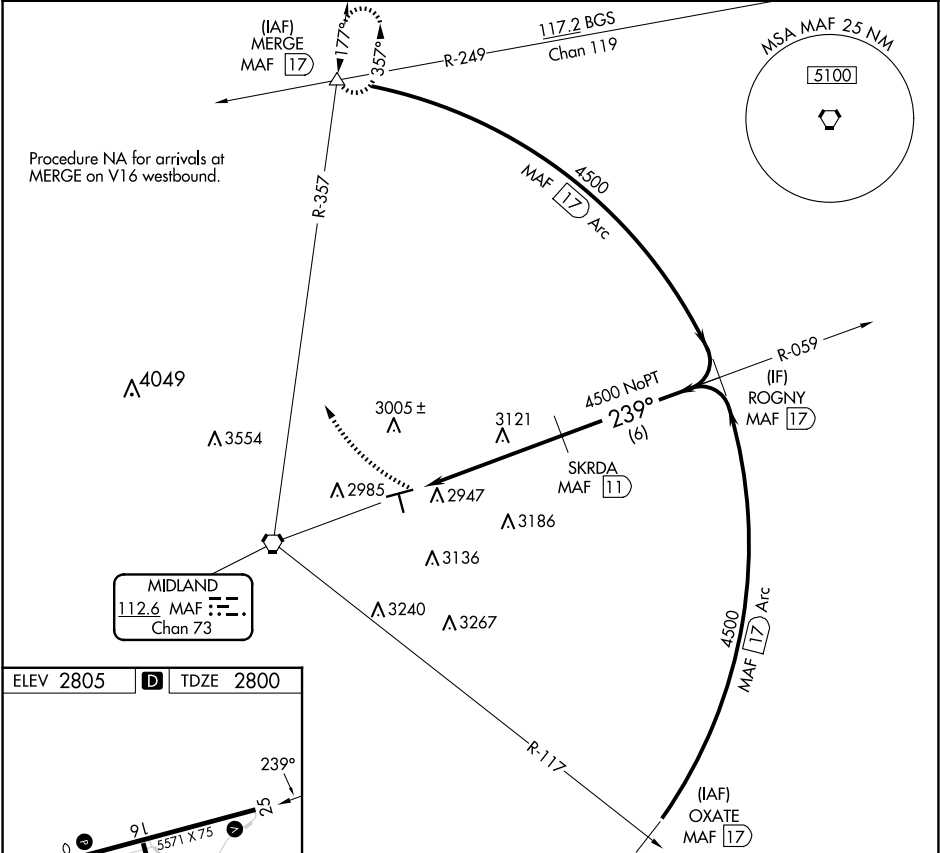 (IAF)
MERGE
MAF 17
177°
357°
R-249
117.2 BGS
Chan 119
MSA MAF 25 NM
5100
Procedure NA for arrivals at
MERGE on V16 westbound.
R-357
4500
MAF 17 Arc
R-059
(IF)
ROGNY
MAF 17
4500 NoPT
239°
(6)
SKRDA
MAF 11
4049
3554
3005 ±
3121
2985
2947
3186
3136
3240
3267
MIDLAND
112.6 MAF
Chan 73
4500
MAF 17 Arc
R-117
(IAF)
OXATE
MAF 17
ELEV 2805
D
TDZE 2800
239°
25
16
5571 X 75
P
A